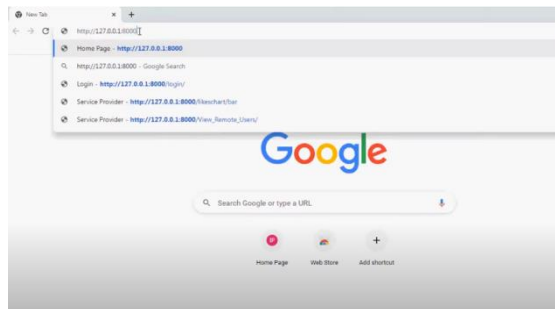 New Tab
http://127.0.0.1:8000
Home Page - http://127.0.0.1:8000
http://127.0.0.1:8000 - Google Search
Login - http://127.0.0.1:8000/login/
Service Provider - http://127.0.0.1:8000/likeschart/bar
Service Provider - http://127.0.0.1:8000/View_Remote_Users/
Google
Search Google or type a URL
Home Page Web Store Add shortcut